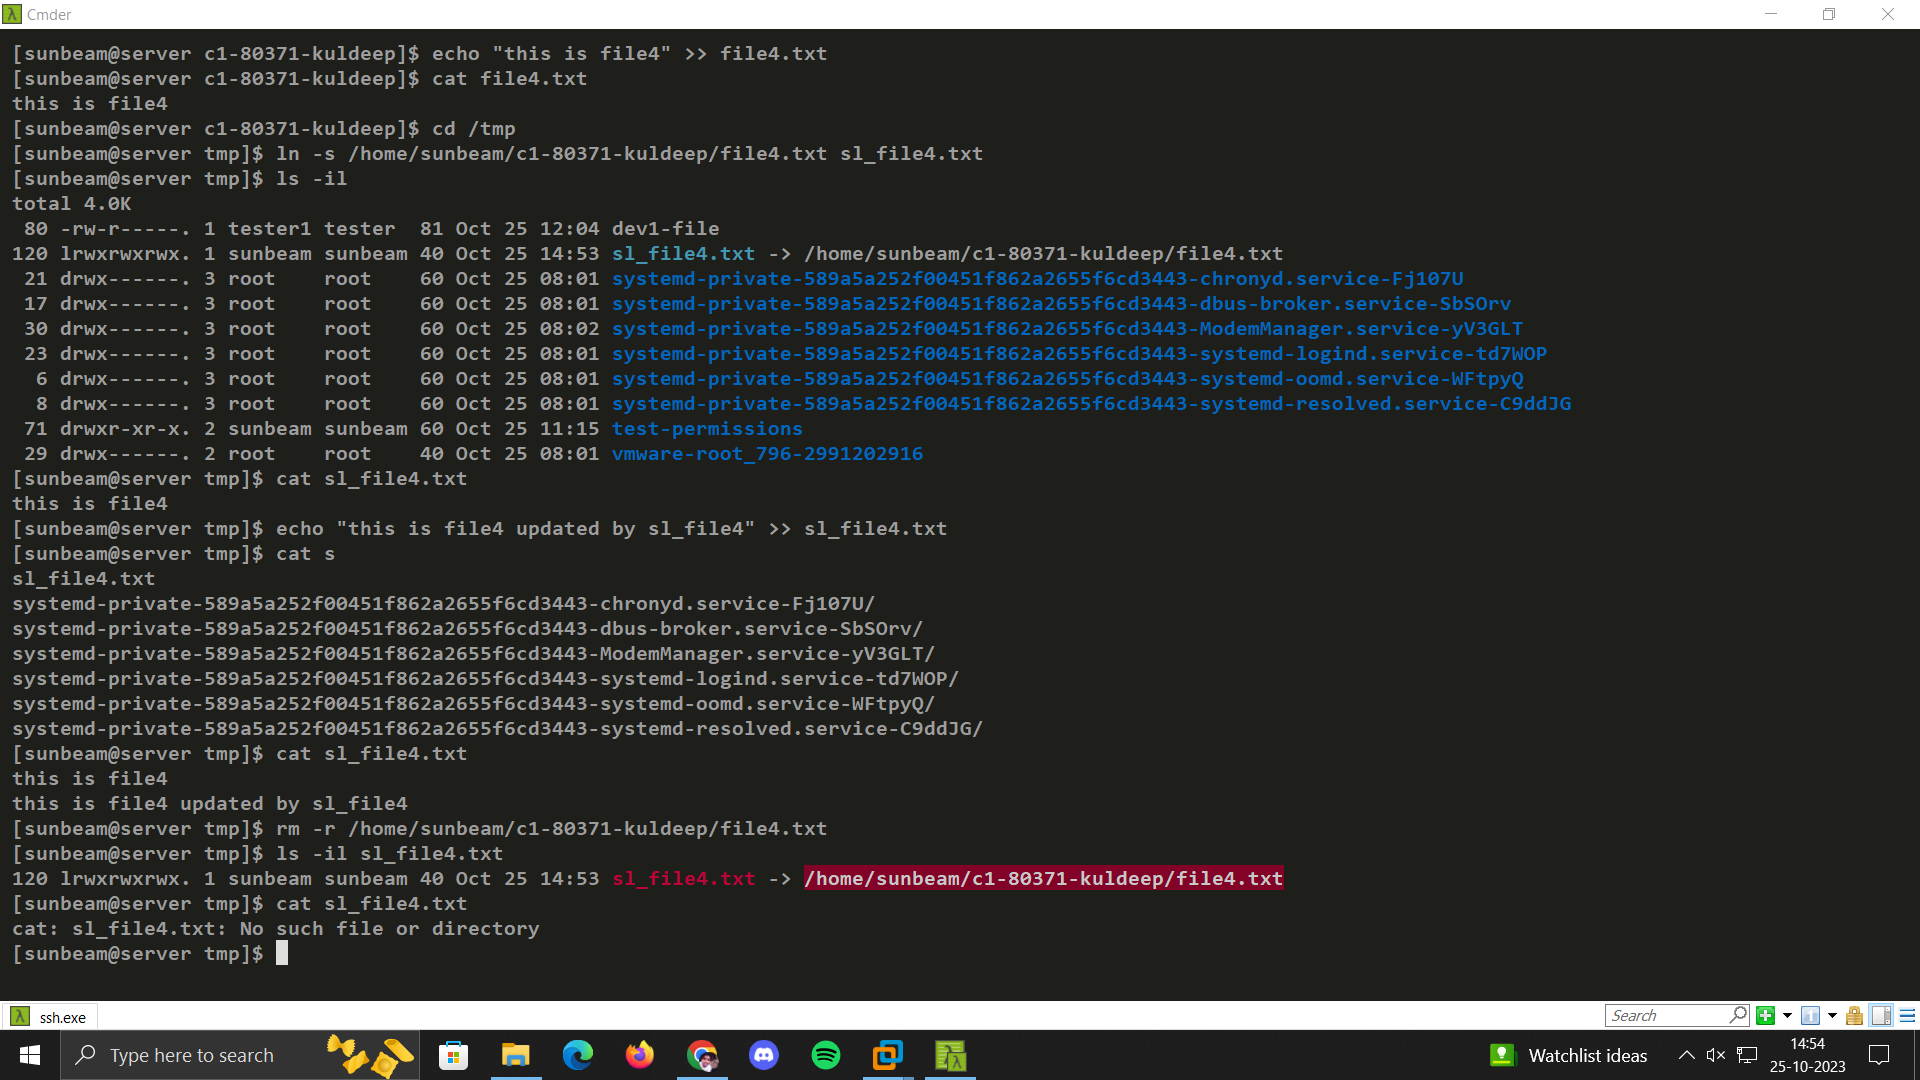 Cmder
[sunbeam@server c1-80371-kuldeep]$ echo "this is file4" >> file4.txt
[sunbeam@server c1-80371-kuldeep]$ cat file4.txt
this is file4
[sunbeam@server c1-80371-kuldeep]$ cd /tmp
[sunbeam@server tmp]$ ln -s /home/sunbeam/c1-80371-kuldeep/file4.txt sl_file4.txt
[sunbeam@server tmp]$ ls -il
total 4.0K
 80 -rw-r-----. 1 tester1 tester  81 Oct 25 12:04 dev1-file
120 lrwxrwxrwx. 1 sunbeam sunbeam 40 Oct 25 14:53 sl_file4.txt -> /home/sunbeam/c1-80371-kuldeep/file4.txt
 21 drwx------. 3 root    root    60 Oct 25 08:01 systemd-private-589a5a252f00451f862a2655f6cd3443-chronyd.service-Fj107U
 17 drwx------. 3 root    root    60 Oct 25 08:01 systemd-private-589a5a252f00451f862a2655f6cd3443-dbus-broker.service-SbSOrv
 30 drwx------. 3 root    root    60 Oct 25 08:02 systemd-private-589a5a252f00451f862a2655f6cd3443-ModemManager.service-yV3GLT
 23 drwx------. 3 root    root    60 Oct 25 08:01 systemd-private-589a5a252f00451f862a2655f6cd3443-systemd-logind.service-td7WOP
  6 drwx------. 3 root    root    60 Oct 25 08:01 systemd-private-589a5a252f00451f862a2655f6cd3443-systemd-oomd.service-WFtpyQ
  8 drwx------. 3 root    root    60 Oct 25 08:01 systemd-private-589a5a252f00451f862a2655f6cd3443-systemd-resolved.service-C9ddJG
 71 drwxr-xr-x. 2 sunbeam sunbeam 60 Oct 25 11:15 test-permissions
 29 drwx------. 2 root    root    40 Oct 25 08:01 vmware-root_796-2991202916
[sunbeam@server tmp]$ cat sl_file4.txt
this is file4
[sunbeam@server tmp]$ echo "this is file4 updated by sl_file4" >> sl_file4.txt
[sunbeam@server tmp]$ cat s
sl_file4.txt
systemd-private-589a5a252f00451f862a2655f6cd3443-chronyd.service-Fj107U/
systemd-private-589a5a252f00451f862a2655f6cd3443-dbus-broker.service-SbSOrv/
systemd-private-589a5a252f00451f862a2655f6cd3443-ModemManager.service-yV3GLT/
systemd-private-589a5a252f00451f862a2655f6cd3443-systemd-logind.service-td7WOP/
systemd-private-589a5a252f00451f862a2655f6cd3443-systemd-oomd.service-WFtpyQ/
systemd-private-589a5a252f00451f862a2655f6cd3443-systemd-resolved.service-C9ddJG/
[sunbeam@server tmp]$ cat sl_file4.txt
this is file4
this is file4 updated by sl_file4
[sunbeam@server tmp]$ rm -r /home/sunbeam/c1-80371-kuldeep/file4.txt
[sunbeam@server tmp]$ ls -il sl_file4.txt
120 lrwxrwxrwx. 1 sunbeam sunbeam 40 Oct 25 14:53 sl_file4.txt -> /home/sunbeam/c1-80371-kuldeep/file4.txt
[sunbeam@server tmp]$ cat sl_file4.txt
cat: sl_file4.txt: No such file or directory
[sunbeam@server tmp]$
ssh.exe
Search
Type here to search
Watchlist ideas
14:54
25-10-2023